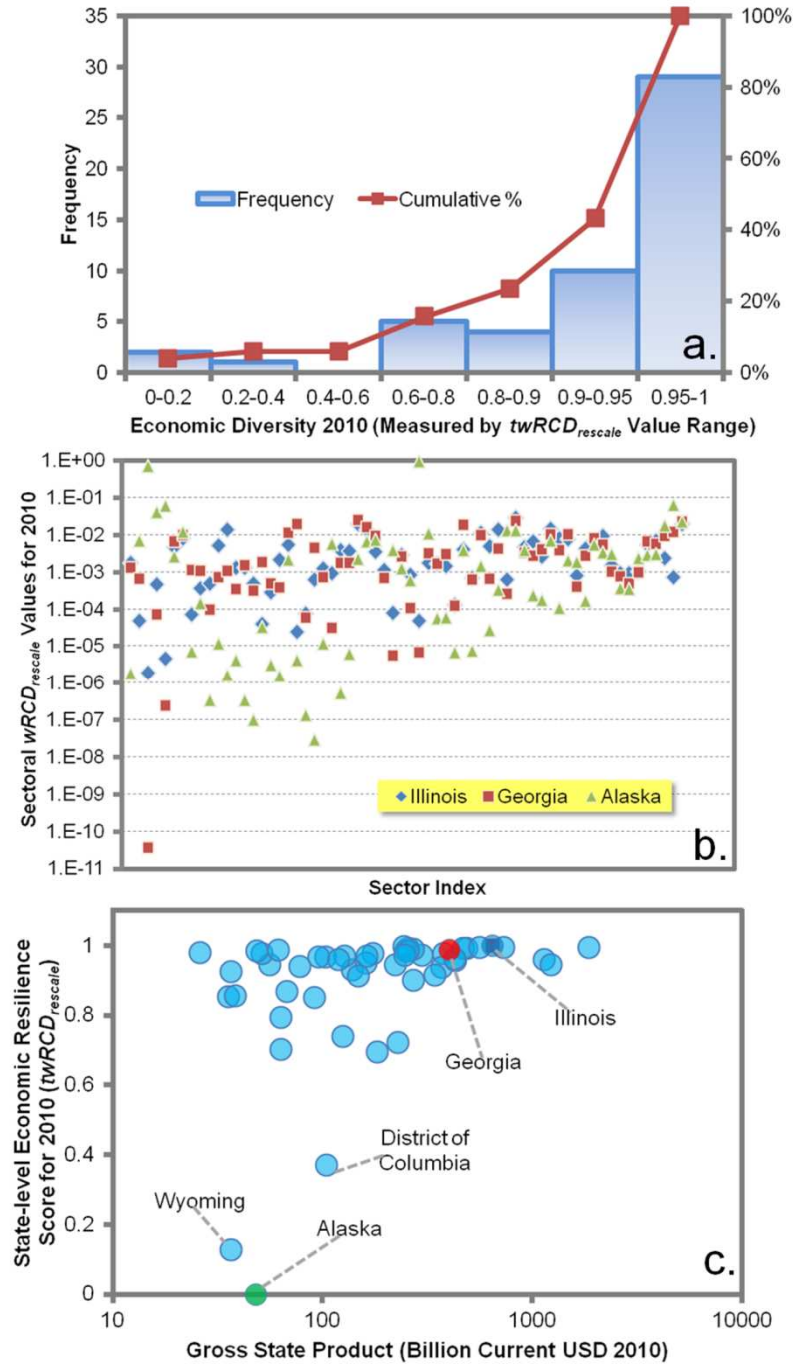 35
30
25
20
15
10
5
0
Frequency
100%
80%
60%
40%
20%
0%
Frequency
Cumulative %
a.
0-0.2 0.2-0.4 0.4-0.6 0.6-0.8 0.8-0.9 0.9-0.95 0.95-1
Economic Diversity 2010 (Measured by twRCDrescale Value Range)
1.E+00
1.E-01
1.E-02
1.E-03
1.E-04
1.E-05
1.E-06
1.E-07
1.E-08
1.E-09
1.E-10
1.E-11
Sectoral wRCDrescale Values for 2010
Illinois Georgia Alaska
b.
Sector Index
1
0.8
0.6
0.4
0.2
0
State-level Economic Resilience
Score for 2010 (twRCDrescale)
Illinois
Georgia
District of
Columbia
Wyoming
Alaska
c.
10 100 1000 10000
Gross State Product (Billion Current USD 2010)